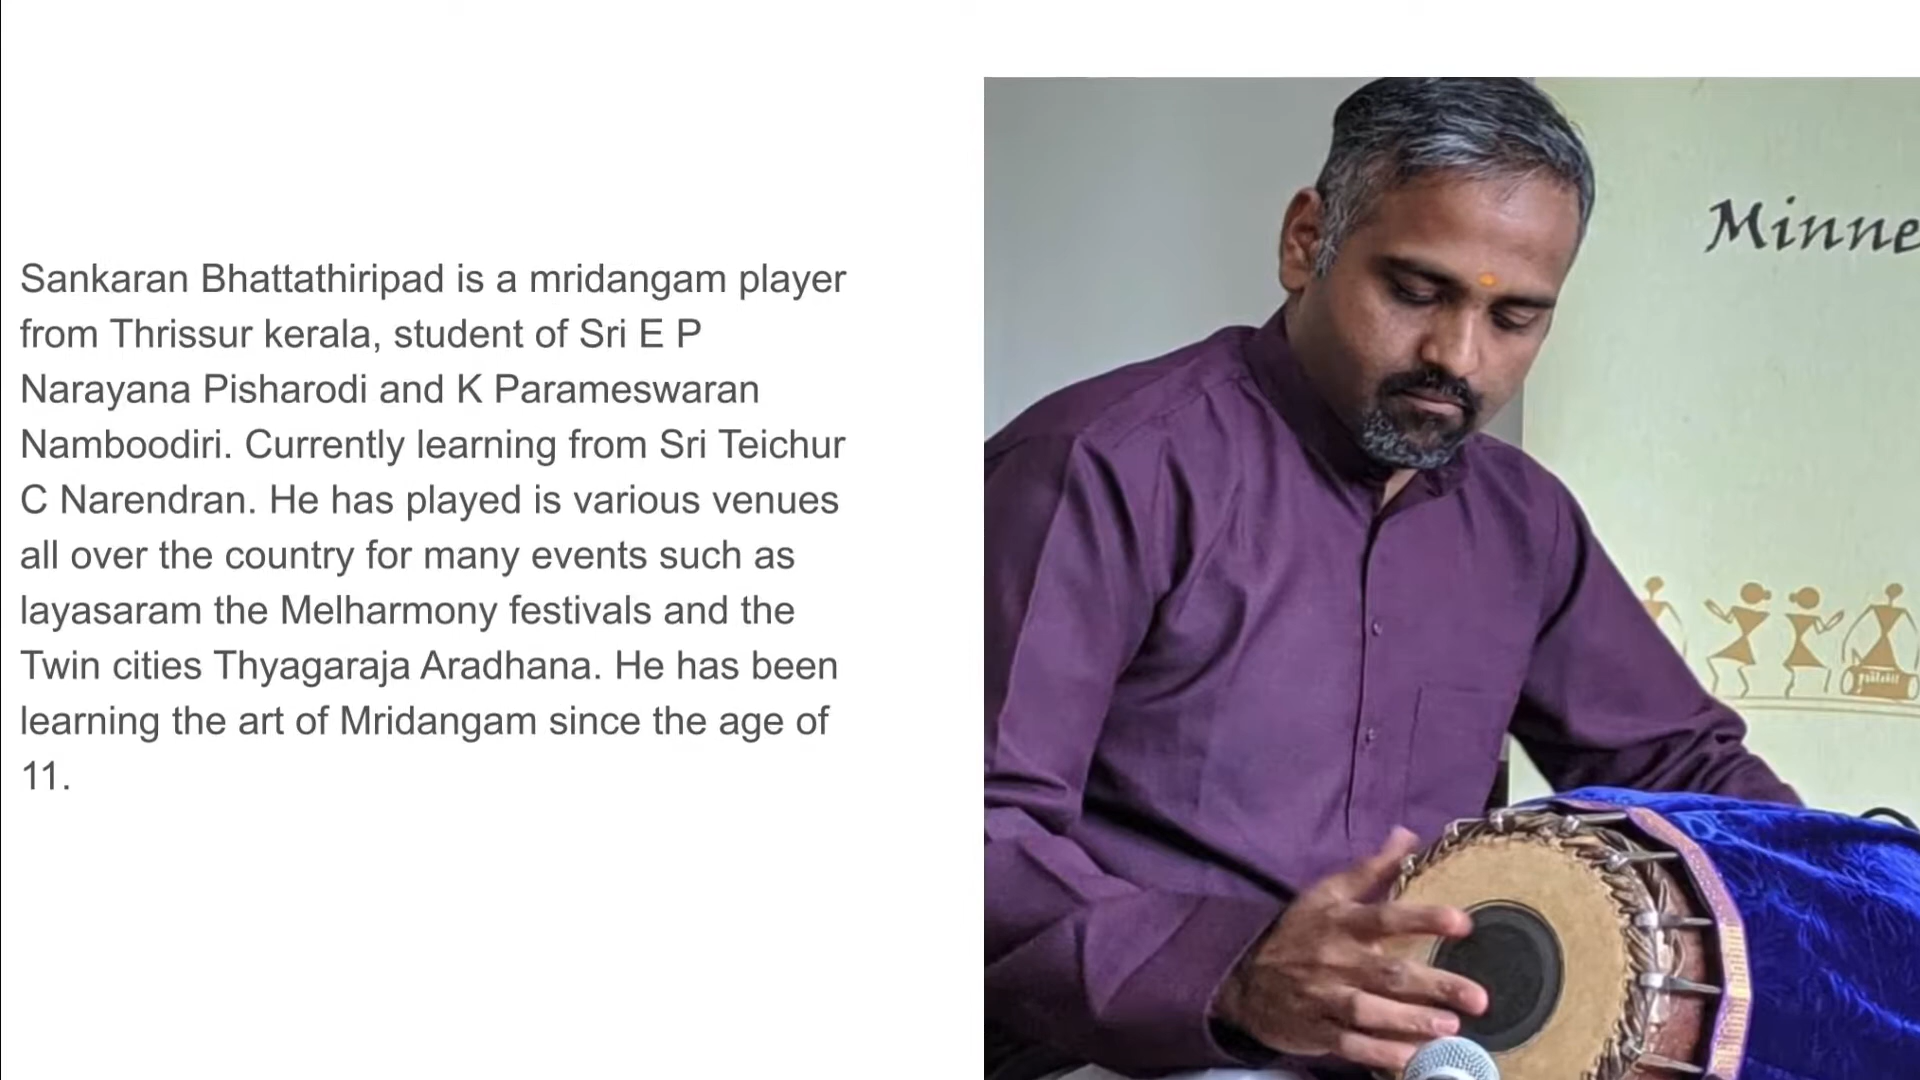 Sankaran Bhattathiripad is a mridangam player
from Thrissur kerala, student of Sri E P
Narayana Pisharodi and K Parameswaran
Namboodiri. Currently learning from Sri Teichur
C Narendran. He has played is various venues
all over the country for many events such as
layasaram the Melharmony festivals and the
Twin cities Thyagaraja Aradhana. He has been
learning the art of Mridangam since the age of
11.
Minne